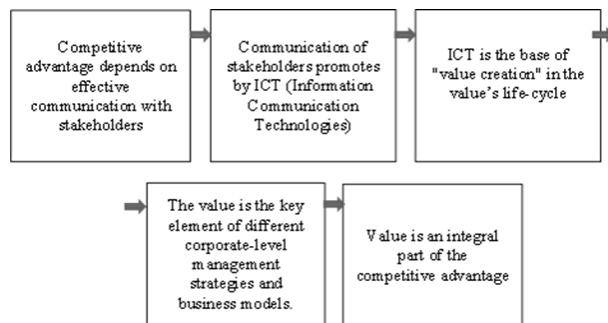 Competitive
advantage depends on
effective
communication with
stakeholders
Communication of
stakeholders promotes
by ICT (Information
Communication
Technologies)
ICT is the base of
"value creation" in the
value's life-cycle
The value is the key
element of different
corporate-level
management
strategies and
business models.
Value is an integral
part of the
competitive advantage